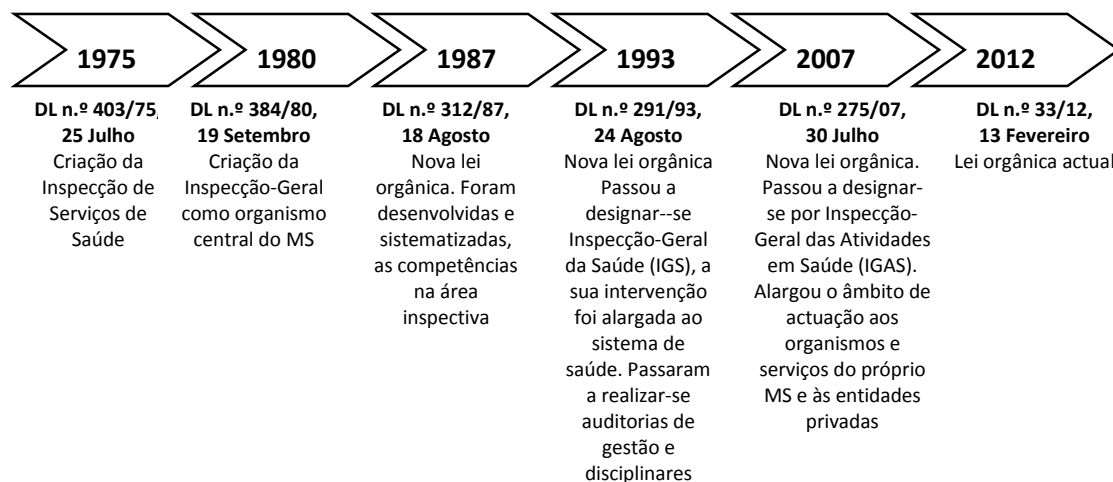 1975
1980
1987
1993
2007
2012
DL n.º 403/75,
25 Julho
Criação da
Inspecção de
Serviços de
Saúde
DL n.º 384/80,
19 Setembro
Criação da
Inspecção-Geral
como organismo
central do MS
DL n.º 312/87,
18 Agosto
Nova lei
orgânica. Foram
desenvolvidas e
sistematizadas,
as competências
na área
inspectiva
DL n.º 291/93,
24 Agosto
Nova lei orgânica
Passou a
designar--se
Inspecção-Geral
da Saúde (IGS), a
sua intervenção
foi alargada ao
sistema de
saúde. Passaram
a realizar-se
auditorias de
gestão e
disciplinares
DL n.º 275/07,
30 Julho
Nova lei orgânica.
Passou a designar-
se por Inspecção-
Geral das Atividades
em Saúde (IGAS).
Alargou o âmbito de
actuação aos
organismos e
serviços do próprio
MS e às entidades
privadas
DL n.º 33/12,
13 Fevereiro
Lei orgânica actual